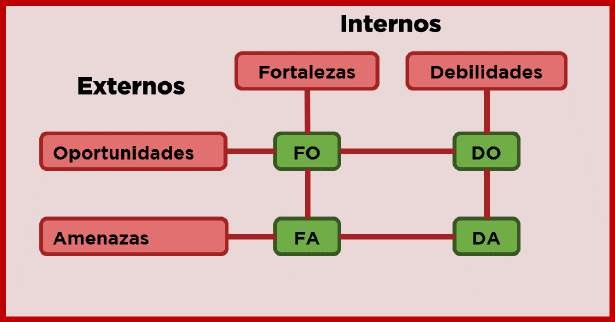 Internos
Externos
Fortalezas
Debilidades
Oportunidades
FO
DO
Amenazas
FA
DA